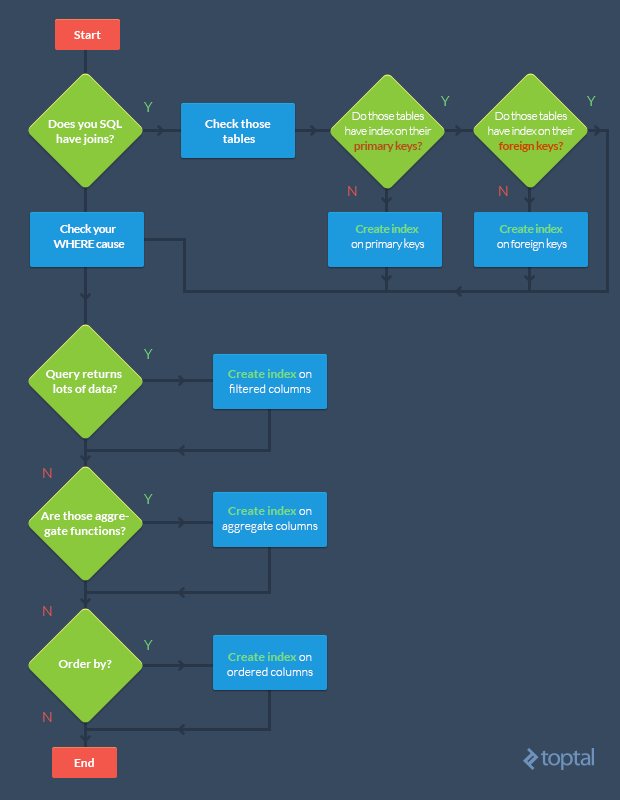 Start
Does you SQL
have joins?
Y
Check those
tables
Do those tables
have index on their
primary keys?
Y
Do those tables
have index on their
foreign keys?
Y
N
N
Check your
WHERE cause
Create index
on primary keys
Create index
on foreign keys
Query returns
lots of data?
Y
Create index on
filtered columns
N
Are those aggre-
gate functions?
Y
Create index on
aggregate columns
N
Order by?
Y
Create index on
ordered columns
N
End
toptal